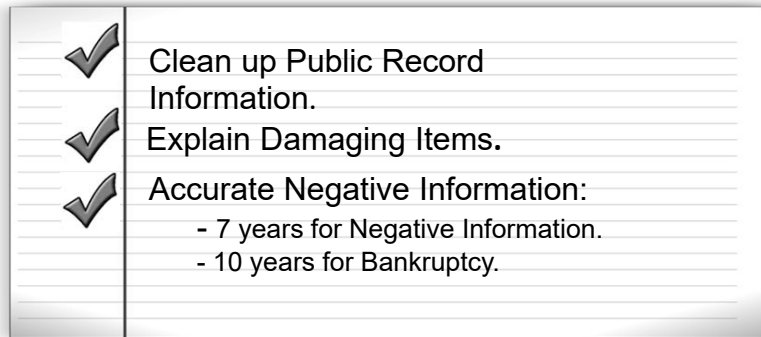 Clean up Public Record
Information.
Explain Damaging Items.
Accurate Negative Information:
- 7 years for Negative Information.
- 10 years for Bankruptcy.